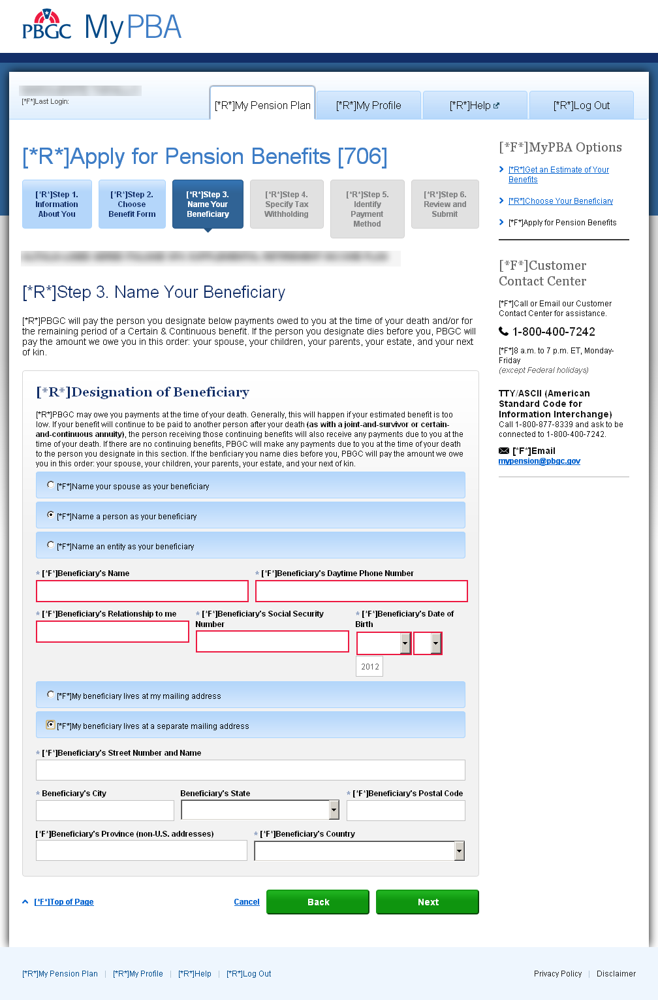 PBGC MyPBA
[*F*]Last Login:
[*R*]My Pension Plan
[*R*]My Profile
[*R*]Help
[*R*]Log Out
[*R*]Apply for Pension Benefits [706]
[*R*]Step 1.
Information
About You
[*R*]Step 2.
Choose
Benefit Form
[*R*]Step 3.
Name Your
Beneficiary
[*R*]Step 4.
Specify Tax
Withholding
[*R*]Step 5.
Identify
Payment
Method
[*R*]Step 6.
Review and
Submit
[*R*]Step 3. Name Your Beneficiary
[*R*]PBGC will pay the person you designate below payments owed to you at the time of your death and/or for
the remaining period of a Certain & Continuous benefit. If the person you designate dies before you, PBGC will
pay the amount we owe you in this order: your spouse, your children, your parents, your estate, and your next
of kin.
[*R*]Designation of Beneficiary
[*R*]PBGC may owe you payments at the time of your death. Generally, this will happen if your estimated benefit is too
low. If your benefit will continue to be paid to another person after your death (as with a joint-and-survivor or certain-
and-continuous annuity), the person receiving those continuing benefits will also receive any payments due to you at the
time of your death. If there are no continuing benefits, PBGC will make any payments due to you at the time of your death
to the person you designate in this section. If the benficiary you name dies before you, PBGC will pay the amount we owe
you in this order: your spouse, your children, your parents, your estate, and your next of kin.
[*F*]Name your spouse as your beneficiary
[*F*]Name a person as your beneficiary
[*F*]Name an entity as your beneficiary
* [*F*]Beneficiary's Name
* [*F*]Beneficiary's Daytime Phone Number
* [*F*]Beneficiary's Relationship to me
* [*F*]Beneficiary's Social Security
Number
* [*F*]Beneficiary's Date of
Birth
2012
[*F*]My beneficiary lives at my mailing address
[*F*]My beneficiary lives at a separate mailing address
* [*F*]Beneficiary's Street Number and Name
* Beneficiary's City
Beneficiary's State
* [*F*]Beneficiary's Postal Code
[*F*]Beneficiary's Province (non-U.S. addresses)
* [*F*]Beneficiary's Country
[*F*]Top of Page
Cancel
Back
Next
[*F*]MyPBA Options
[*R*]Get an Estimate of Your
Benefits
[*R*]Choose Your Beneficiary
[*F*]Apply for Pension Benefits
[*F*]Customer
Contact Center
[*F*]Call or Email our Customer
Contact Center for assistance.
1-800-400-7242
[*F*]8 a.m. to 7 p.m. ET, Monday-
Friday
(except Federal holidays)
TTY/ASCII (American
Standard Code for
Information Interchange)
Call 1-800-877-8339 and ask to be
connected to 1-800-400-7242.
[*F*]Email
mypension@pbgc.gov
[*R*]My Pension Plan | [*R*]My Profile | [*R*]Help | [*R*]Log Out
Privacy Policy | Disclaimer